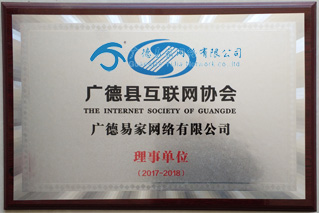 广德县互联网协会
THE INTERNET SOCIETY OF GUANGDE
广德易家网络有限公司
理事单位
(2017-2018)